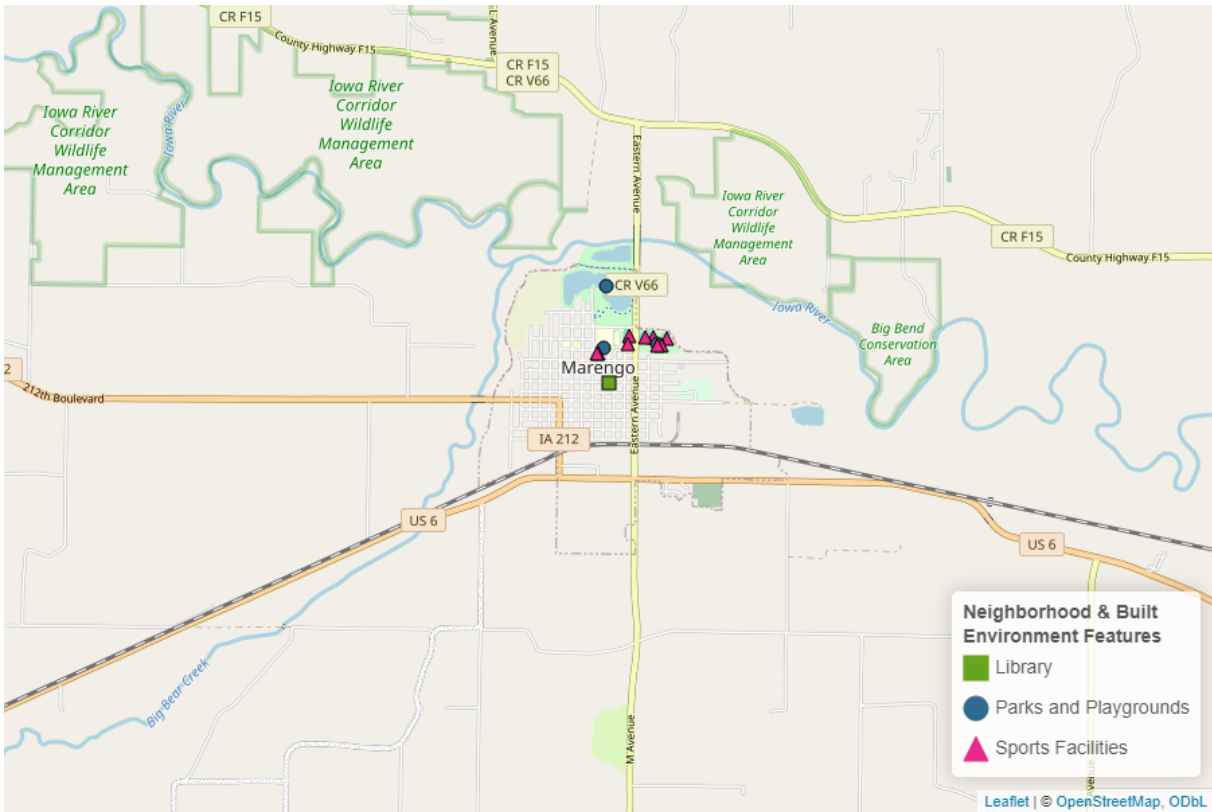 CR F15
County Highway F15
CR F15
CR V66
Iowa River
Corridor
Wildlife
Management
Area
Iowa River
Corridor
Wildlife
Management
Area
Iowa River
Eastern Avenue
Iowa River
Corridor
Wildlife
Management
Area
CR F15
County Highway F15
CR V66
Iowa River
Big Bend
Conservation
Area
Marengo
2
212th Boulevard
Eastern Avenue
IA 212
US 6
US 6
Big Bear Creek
M Avenue
Neighborhood & Built
Environment Features
Library
Parks and Playgrounds
Sports Facilities
Avenue
Leaflet | © OpenStreetMap, ODbL